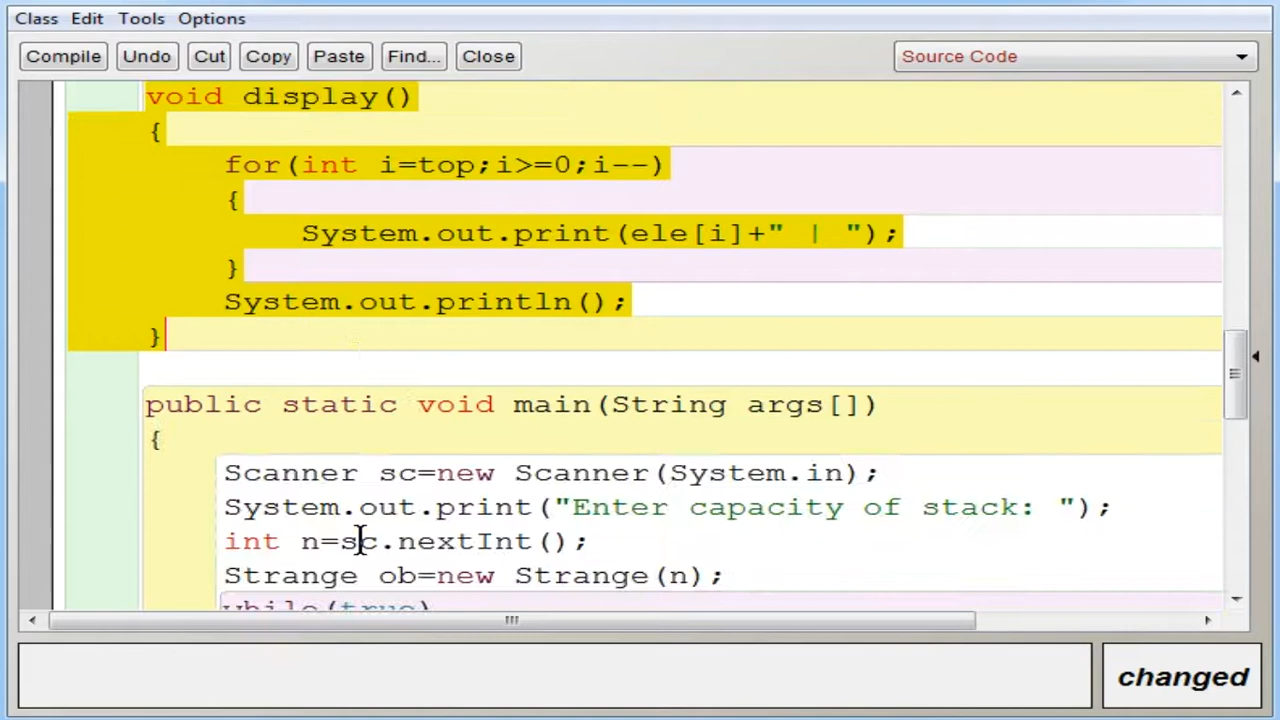 Class Edit Tools Options
Compile Undo Cut Copy Paste Find... Close Source Code
void display()
{
for(int i=top;i>=0;i--)
{
System.out.print(ele[i]+" | ");
}
System.out.println();
}
public static void main(String args[])
{
Scanner sc=new Scanner(System.in);
System.out.print("Enter capacity of stack: ");
int n=sc.nextInt();
Strange ob=new Strange(n);
while(true)
changed